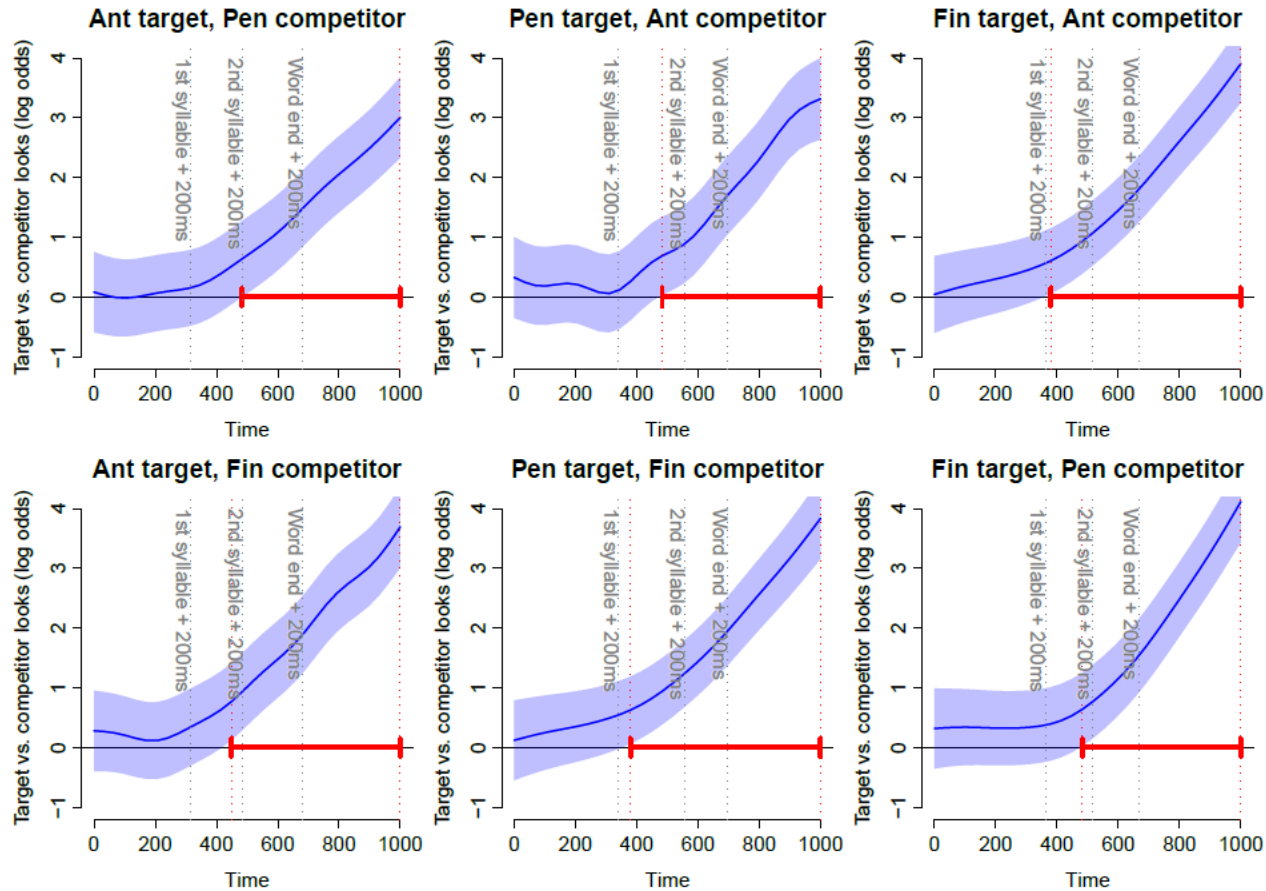 Ant target, Pen competitor
Target vs. competitor looks (log odds)
4
3
2
1
0
−1
1st syllable + 200ms
2nd syllable + 200ms
Word end + 200ms
0 200 400 600 800 1000
Time
Pen target, Ant competitor
Target vs. competitor looks (log odds)
4
3
2
1
0
−1
1st syllable + 200ms
2nd syllable + 200ms
Word end + 200ms
0 200 400 600 800 1000
Time
Fin target, Ant competitor
Target vs. competitor looks (log odds)
4
3
2
1
0
−1
1st syllable + 200ms
2nd syllable + 200ms
Word end + 200ms
0 200 400 600 800 1000
Time
Ant target, Fin competitor
Target vs. competitor looks (log odds)
4
3
2
1
0
−1
1st syllable + 200ms
2nd syllable + 200ms
Word end + 200ms
0 200 400 600 800 1000
Time
Pen target, Fin competitor
Target vs. competitor looks (log odds)
4
3
2
1
0
−1
1st syllable + 200ms
2nd syllable + 200ms
Word end + 200ms
0 200 400 600 800 1000
Time
Fin target, Pen competitor
Target vs. competitor looks (log odds)
4
3
2
1
0
−1
1st syllable + 200ms
2nd syllable + 200ms
Word end + 200ms
0 200 400 600 800 1000
Time